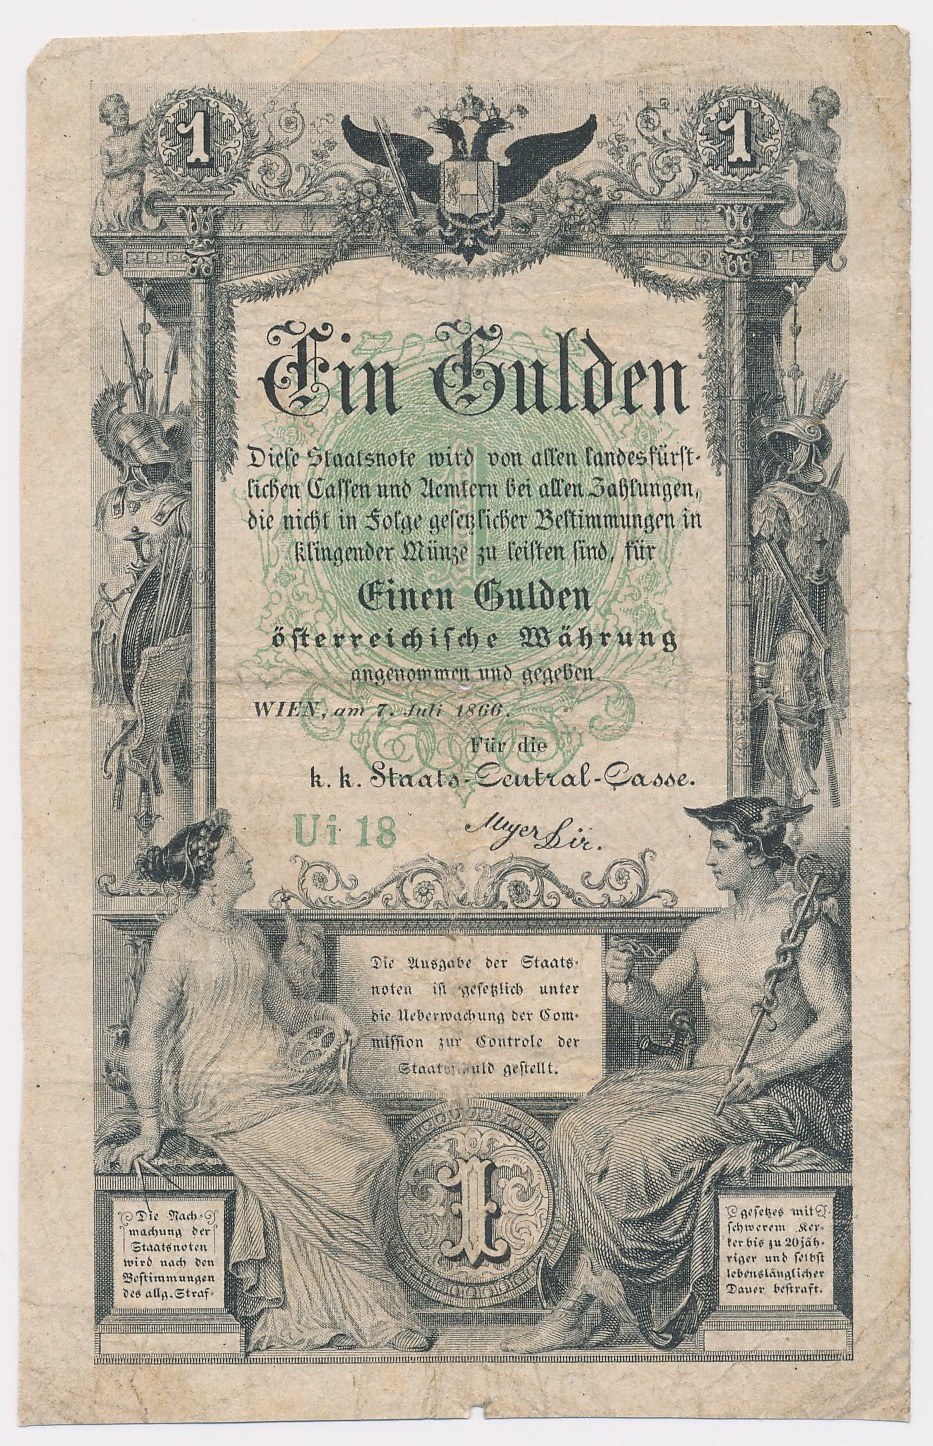 1 1
Ein Gulden
Diese Staatsnote wird von allen landesfürst-
lichen Cassen und Aemtern bei allen Zahlungen,
die nicht in Folge gesetzlicher Bestimmungen in
klingender Münze zu leisten sind, für
Einen Gulden
österreichische Währung
angenommen und gegeben.
WIEN, am 7. Juli 1866.
Für die
k. k. Staats-Central-Casse.
Ui 18
Dir.
Die Ausgabe der Staats-
noten ist gesetzlich unter
die Ueberwachung der Com-
mission zur Controle der
Staatsschuld gestellt.
1
Die Nach-
machung der
Staatsnoten
wird nach den
Bestimmungen
des allg. Straf-
gesetzes mit
schwerem Ker-
ker bis zu 20jäh-
riger und selbst
lebenslänglicher
Dauer bestraft.